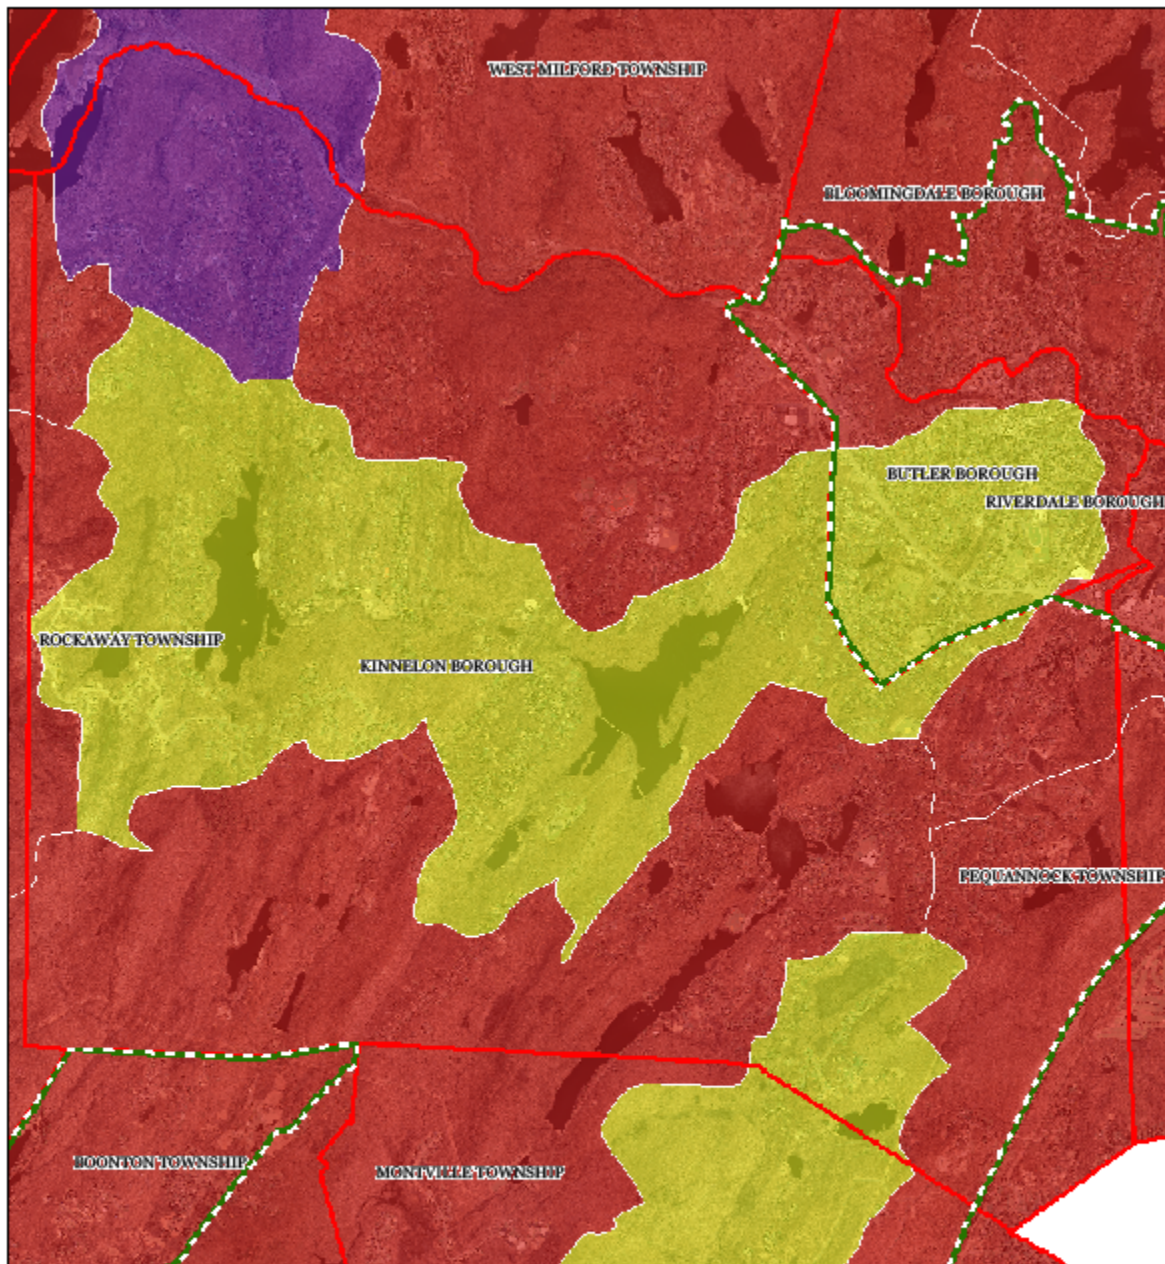 WEST MILFORD TOWNSHIP
BLOOMINGDALE BOROUGH
BUTLER BOROUGH
RIVERDALE BOROUGH
ROCKAWAY TOWNSHIP
KINNELON BOROUGH
PEQUANNOCK TOWNSHIP
BOONTON TOWNSHIP
MONTVILLE TOWNSHIP